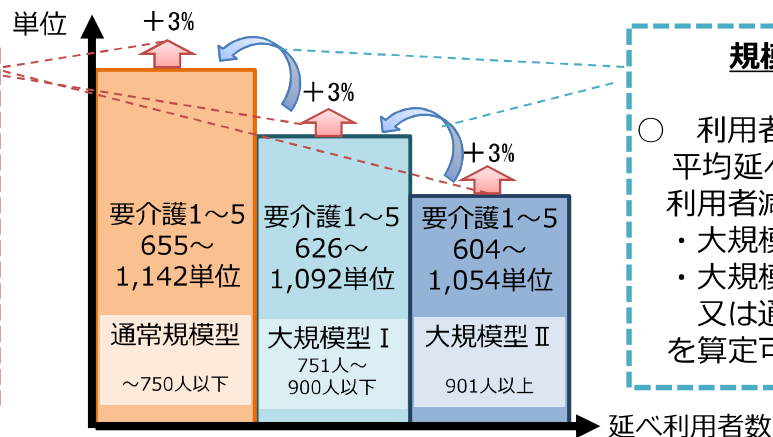 単位
+3%
+3%
+3%
要介護1~5
655~
1,142単位
通常規模型
~750人以下
要介護1~5
626~
1,092単位
大規模型Ⅰ
751人~
900人以下
要介護1~5
604~
1,054単位
大規模型Ⅱ
901人以上
延べ利用者数
規模
○ 利用者
平均延べ
利用者減
・大規模
・大規模
又は通
を算定可